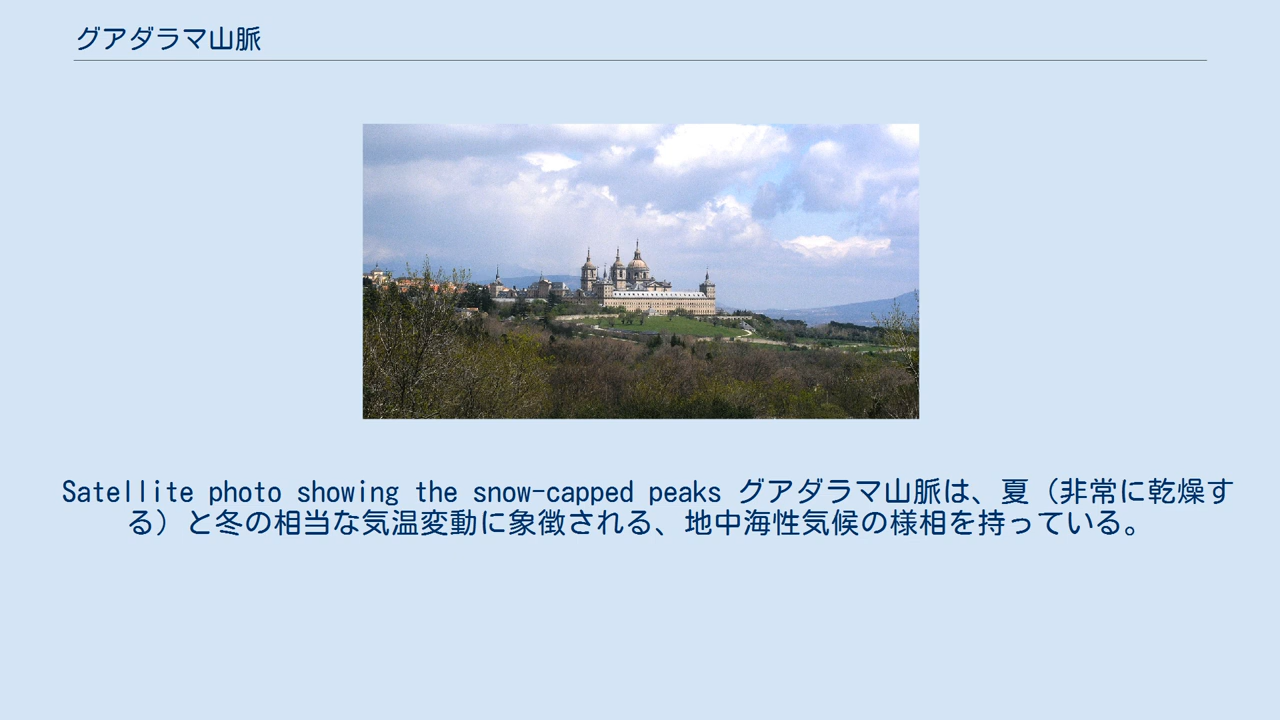 グアダラマ山脈
Satellite photo showing the snow-capped peaks グアダラマ山脈は、夏（非常に乾燥す
る）と冬の相当な気温変動に象徴される、地中海性気候の様相を持っている。